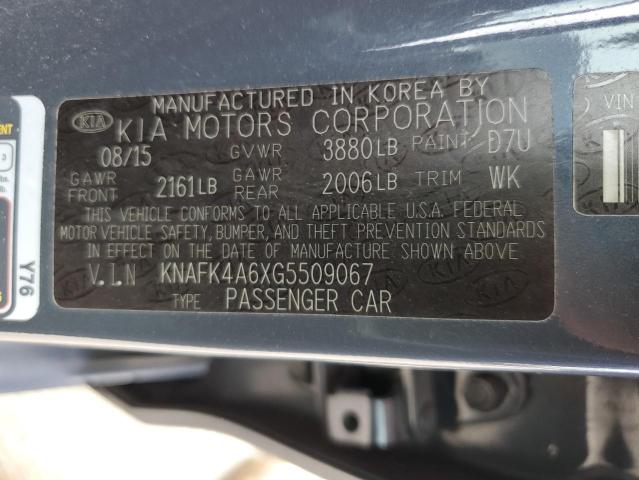 MANUFACTURED IN KOREA BY
KIA KIA MOTORS CORPORATION
08/15 GVWR 3880LB PAINT D7U
GAWR FRONT 2161LB GAWR REAR 2006LB TRIM WK
THIS VEHICLE CONFORMS TO ALL APPLICABLE U.S.A. FEDERAL
MOTOR VEHICLE SAFETY, BUMPER, AND THEFT PREVENTION STANDARDS
IN EFFECT ON THE DATE OF MANUFACTURE SHOWN ABOVE.
V.I.N KNAFK4A6XG5509067
TYPE PASSENGER CAR
Y76
VIN